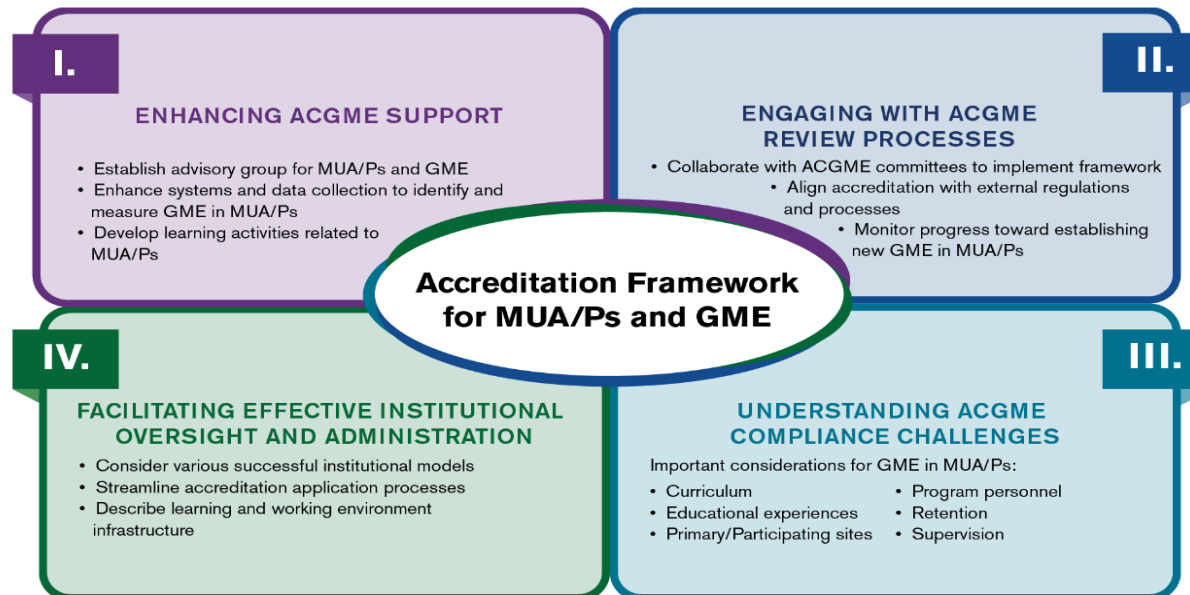 I.
ENHANCING ACGME SUPPORT
• Establish advisory group for MUA/Ps and GME
• Enhance systems and data collection to identify and
measure GME in MUA/Ps
• Develop learning activities related to
MUA/Ps
II.
ENGAGING WITH ACGME
REVIEW PROCESSES
• Collaborate with ACGME committees to implement framework
• Align accreditation with external regulations
and processes
• Monitor progress toward establishing
new GME in MUA/Ps
Accreditation Framework
for MUA/Ps and GME
III.
UNDERSTANDING ACGME
COMPLIANCE CHALLENGES
Important considerations for GME in MUA/Ps:
• Curriculum
• Educational experiences
• Primary/Participating sites
• Program personnel
• Retention
• Supervision
IV.
FACILITATING EFFECTIVE INSTITUTIONAL
OVERSIGHT AND ADMINISTRATION
• Consider various successful institutional models
• Streamline accreditation application processes
• Describe learning and working environment
infrastructure